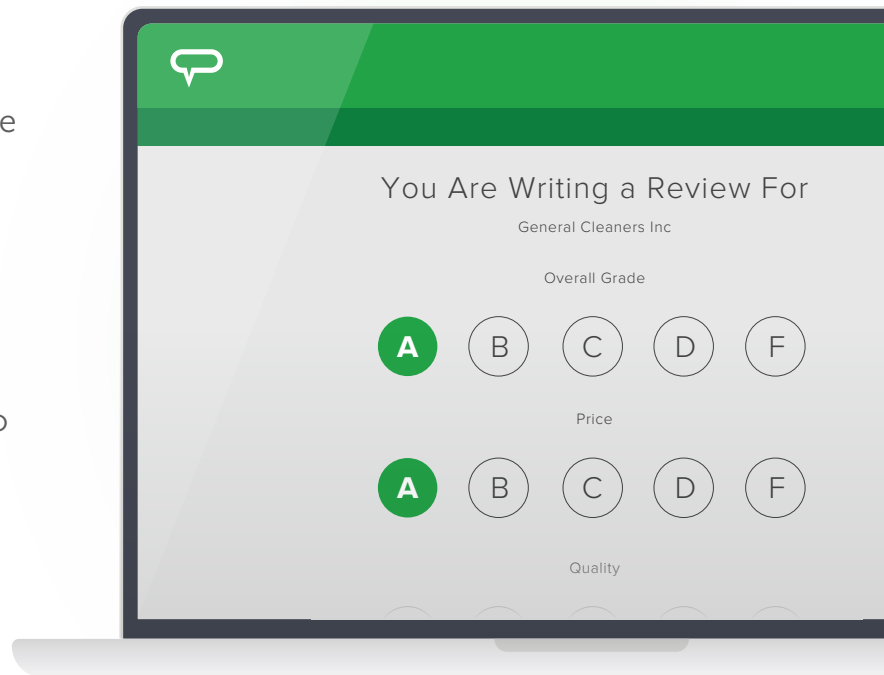 e
o
You Are Writing a Review For
General Cleaners Inc
Overall Grade
A B C D F
Price
A B C D F
Quality